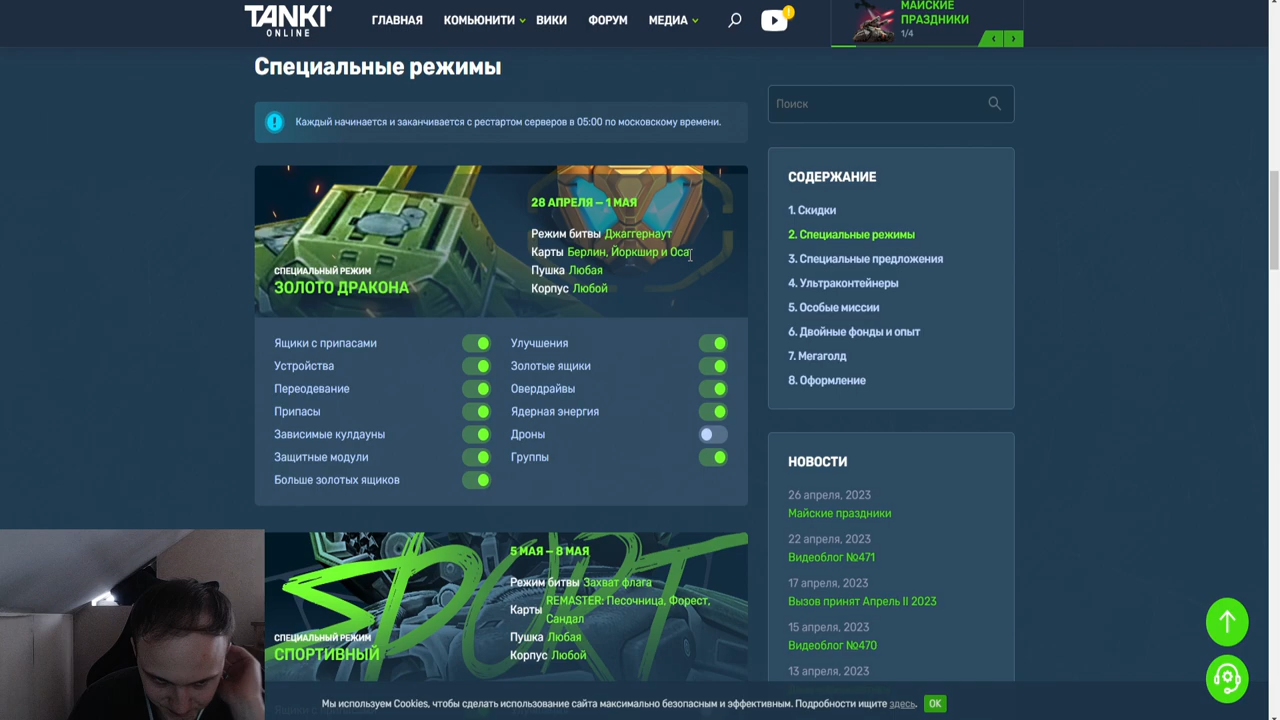 TANKI
ONLINE
ГЛАВНАЯ
КОМЬЮНИТИ
ВИКИ
ФОРУМ
МЕДИА
!
МАЙСКИЕ
ПРАЗДНИКИ
1/4
Специальные режимы
Каждый начинается и заканчивается с рестартом серверов в 05:00 по московскому времени.
28 АПРЕЛЯ – 1 МАЯ
Режим битвы Джаггернаут
Карты Берлин, Йоркшир и Оса
Пушка Любая
Корпус Любой
СПЕЦИАЛЬНЫЙ РЕЖИМ
ЗОЛОТО ДРАКОНА
Ящики с припасами
Улучшения
Устройства
Золотые ящики
Переодевание
Овердрайвы
Припасы
Ядерная энергия
Зависимые кулдауны
Дроны
Защитные модули
Группы
Больше золотых ящиков
SPORT
5 МАЯ – 8 МАЯ
Режим битвы Захват флага
Карты REMASTER: Песочница, Форест,
Сандал
Пушка Любая
Корпус Любой
СПЕЦИАЛЬНЫЙ РЕЖИМ
СПОРТИВНЫЙ
Поиск
СОДЕРЖАНИЕ
1. Скидки
2. Специальные режимы
3. Специальные предложения
4. Ультраконтейнеры
5. Особые миссии
6. Двойные фонды и опыт
7. Мегаголд
8. Оформление
НОВОСТИ
26 апреля, 2023
Майские праздники
22 апреля, 2023
Видеоблог №471
17 апреля, 2023
Вызов принят Апрель II 2023
15 апреля, 2023
Видеоблог №470
13 апреля, 2023
Мы используем Cookies, чтобы сделать использование сайта максимально безопасным и эффективным. Подробности ищите здесь.
OK